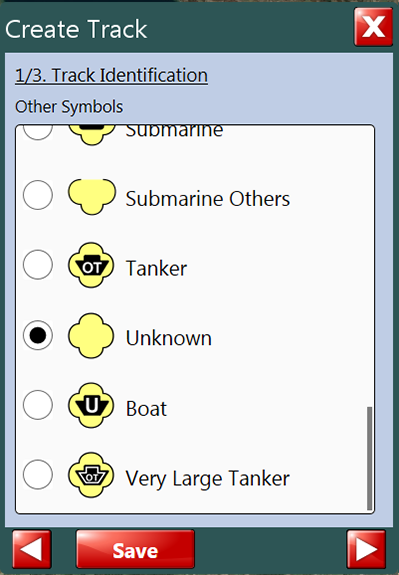 Create Track
X
1/3. Track Identification
Other Symbols
Submarine
Submarine Others
OT
Tanker
Unknown
U
Boat
OT
Very Large Tanker
Save